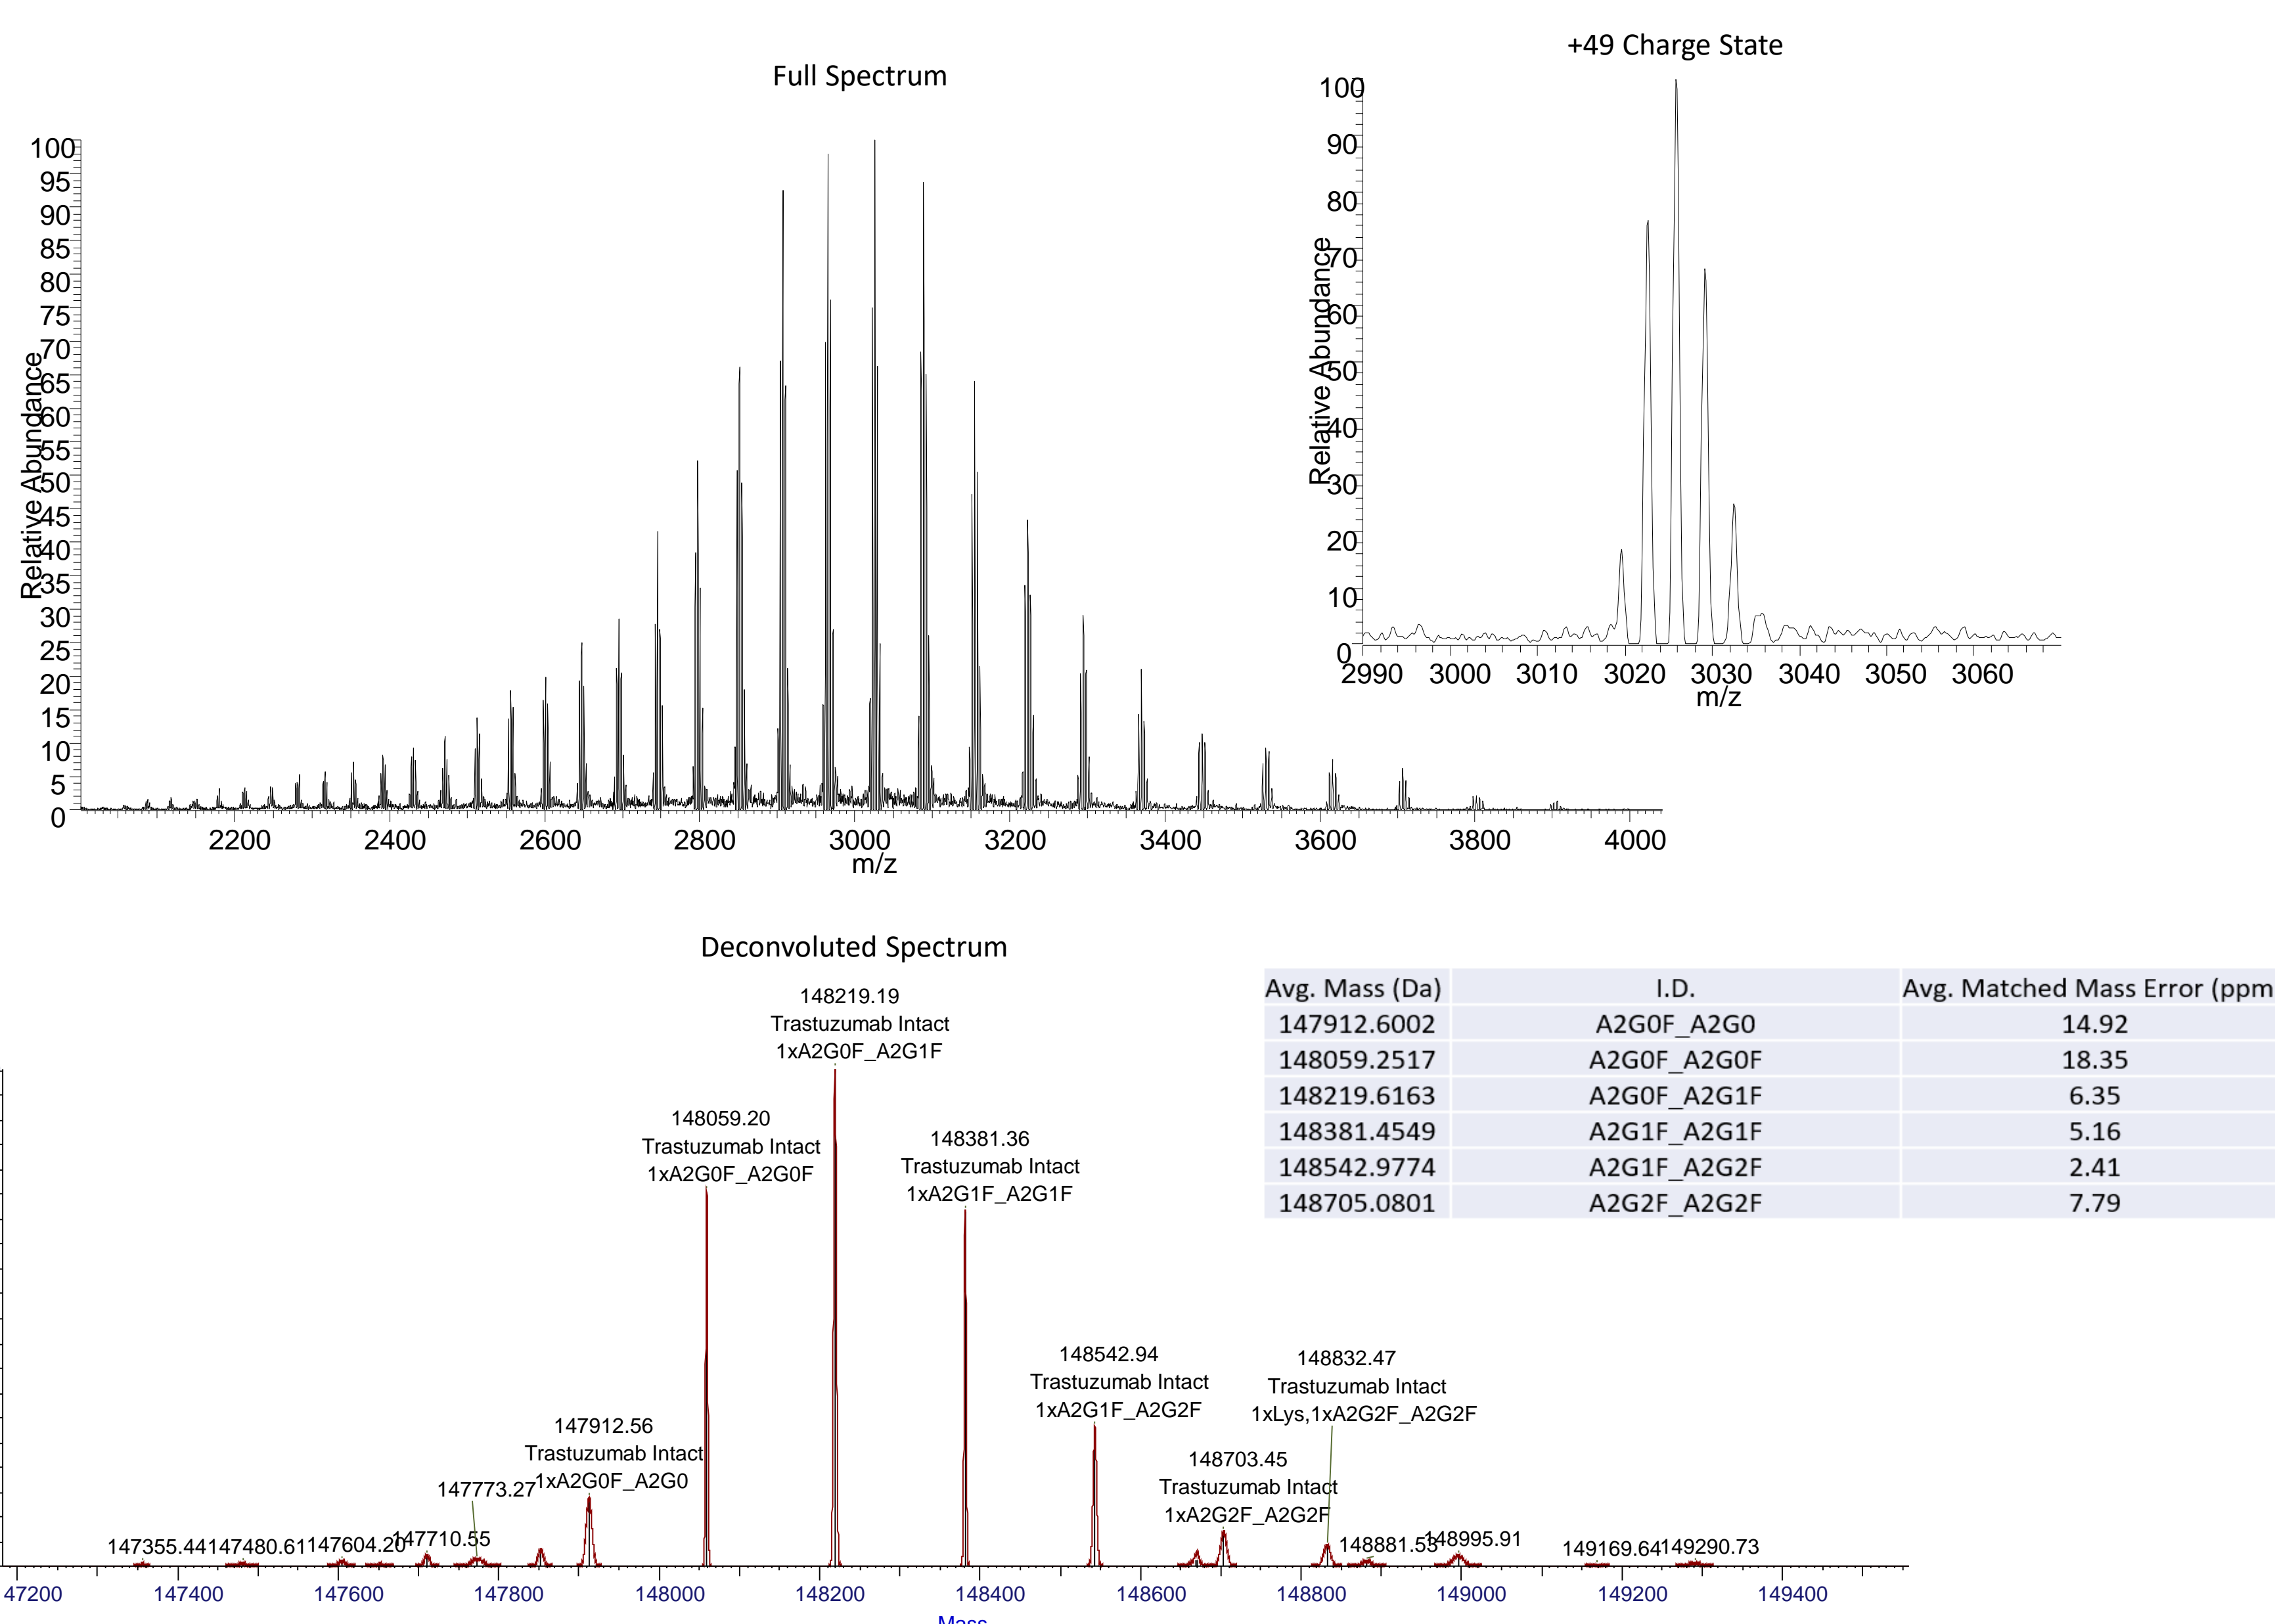 Full Spectrum
100
95
90
85
80
75
70
65
60
55
50
45
40
35
30
25
20
15
10
5
0
Relative Abundance
2200 2400 2600 2800 3000 3200 3400 3600 3800 4000
m/z
+49 Charge State
100
90
80
70
60
50
40
30
20
10
0
Relative Abundance
2990 3000 3010 3020 3030 3040 3050 3060
m/z
Deconvoluted Spectrum
148219.19
Trastuzumab Intact
1xA2G0F_A2G1F
148059.20
Trastuzumab Intact
1xA2G0F_A2G0F
148381.36
Trastuzumab Intact
1xA2G1F_A2G1F
148542.94
Trastuzumab Intact
1xA2G1F_A2G2F
148832.47
Trastuzumab Intact
1xLys,1xA2G2F_A2G2F
147912.56
Trastuzumab Intact
1xA2G0F_A2G0
148703.45
Trastuzumab Intact
1xA2G2F_A2G2F
147355.44 147480.61 147604.20 147710.55 147773.27
148881.53 148995.91 149169.64 149290.73
47200 147400 147600 147800 148000 148200 148400 148600 148800 149000 149200 149400
Mass
Avg. Mass (Da) I.D. Avg. Matched Mass Error (ppm
147912.6002 A2G0F_A2G0 14.92
148059.2517 A2G0F_A2G0F 18.35
148219.6163 A2G0F_A2G1F 6.35
148381.4549 A2G1F_A2G1F 5.16
148542.9774 A2G1F_A2G2F 2.41
148705.0801 A2G2F_A2G2F 7.79